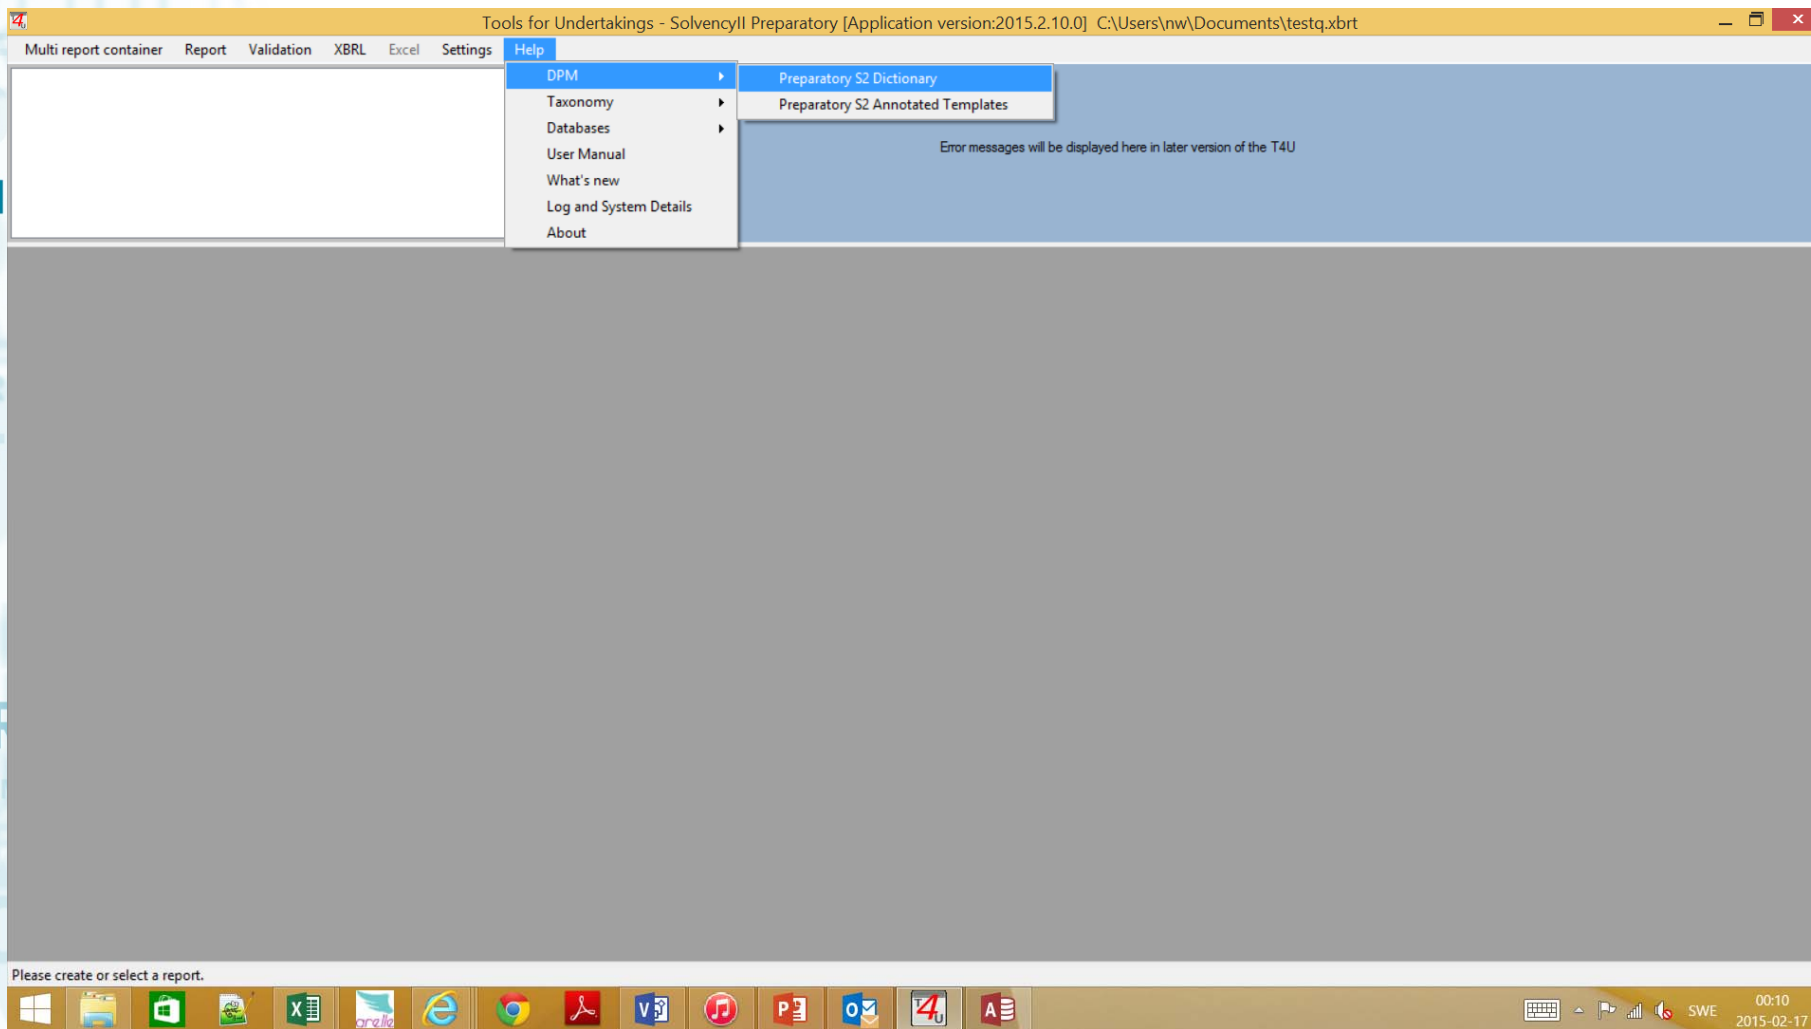 Tools for Undertakings - SolvencyII Preparatory [Application version:2015.2.10.0]  C:\Users\nw\Documents\testq.xbrt
Multi report container Report Validation XBRL Excel Settings Help
DPM
Preparatory S2 Dictionary
Taxonomy
Preparatory S2 Annotated Templates
Databases
User Manual
Error messages will be displayed here in later version of the T4U
What's new
Log and System Details
About
Please create or select a report.
arelle
T4U
SWE
00:10
2015-02-17